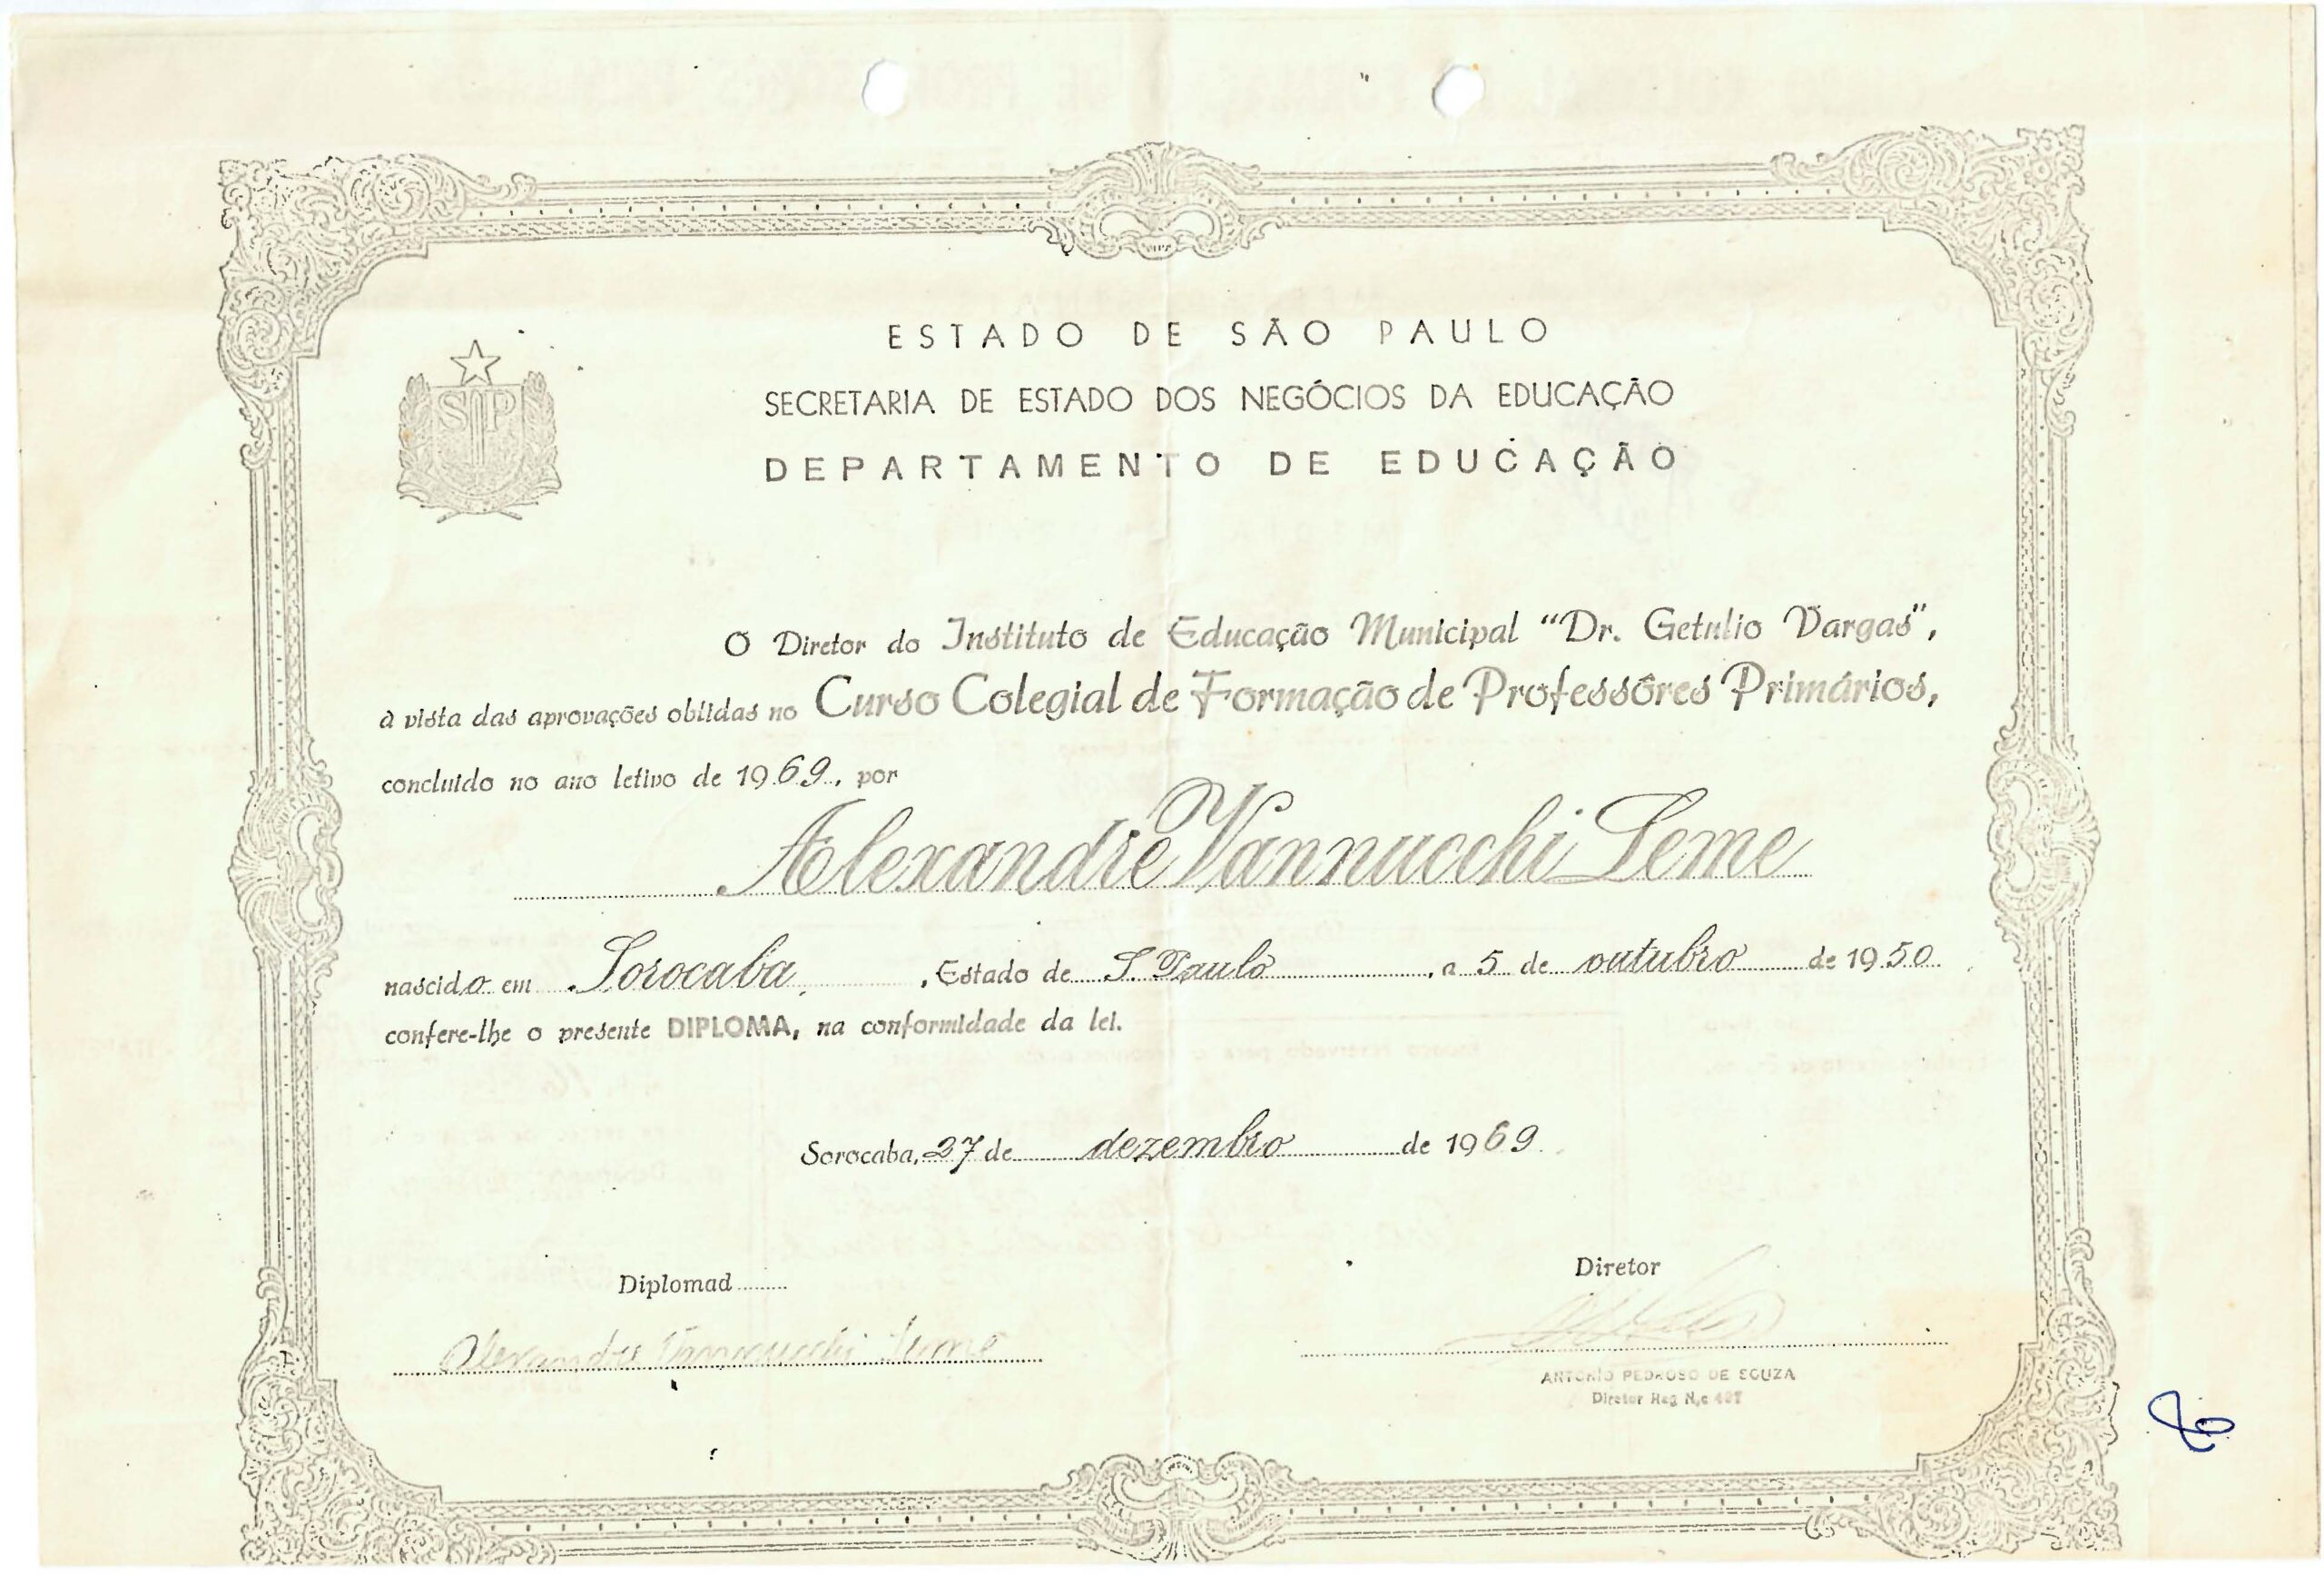 ESTADO DE SÃO PAULO
SECRETARIA DE ESTADO DOS NEGÓCIOS DA EDUCAÇÃO
DEPARTAMENTO DE EDUCAÇÃO
SP
O Diretor do Instituto de Educação Municipal "Dr. Getulio Vargas",
à vista das aprovações obtidas no Curso Colegial de Formação de Professôres Primários,
concluido no ano letivo de 1969, por
Alexandre Vannucchi Leme
nascido em Sorocaba, Estado de S. Paulo, a 5 de outubro de 1950
confere-lhe o presente DIPLOMA, na conformidade da lei.
Sorocaba, 27 de dezembro de 1969.
Diplomad
Diretor
Alexandre Vannucchi Leme
ANTONIO PEDROSO DE SOUZA
Diretor Reg N.o